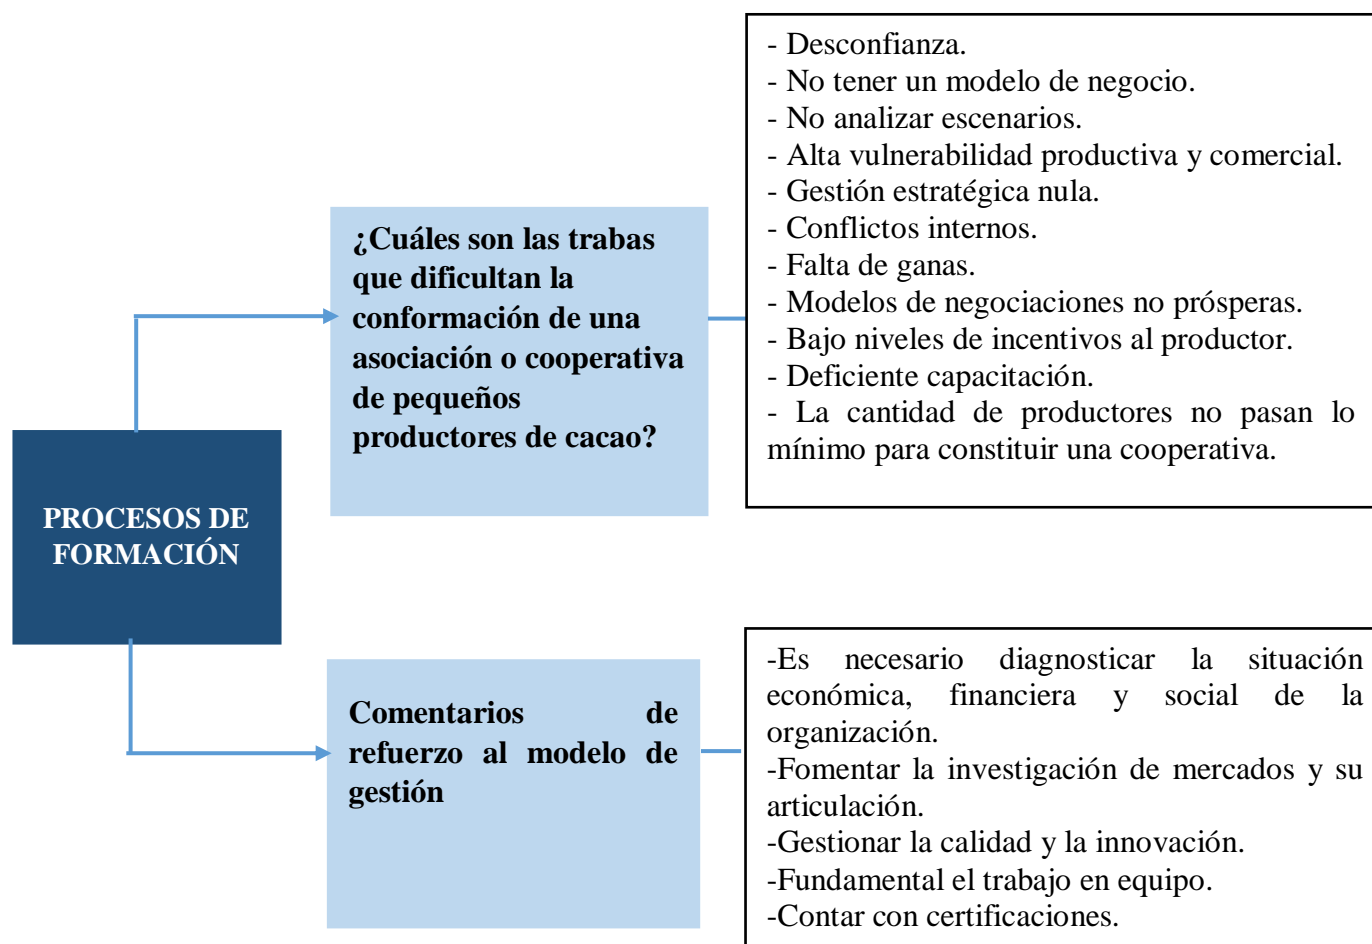 PROCESOS DE
FORMACIÓN
¿Cuáles son las trabas
que dificultan la
conformación de una
asociación o cooperativa
de pequeños
productores de cacao?
- Desconfianza.
- No tener un modelo de negocio.
- No analizar escenarios.
- Alta vulnerabilidad productiva y comercial.
- Gestión estratégica nula.
- Conflictos internos.
- Falta de ganas.
- Modelos de negociaciones no prósperas.
- Bajo niveles de incentivos al productor.
- Deficiente capacitación.
- La cantidad de productores no pasan lo
mínimo para constituir una cooperativa.
Comentarios de
refuerzo al modelo de
gestión
-Es necesario diagnosticar la situación
económica, financiera y social de la
organización.
-Fomentar la investigación de mercados y su
articulación.
-Gestionar la calidad y la innovación.
-Fundamental el trabajo en equipo.
-Contar con certificaciones.